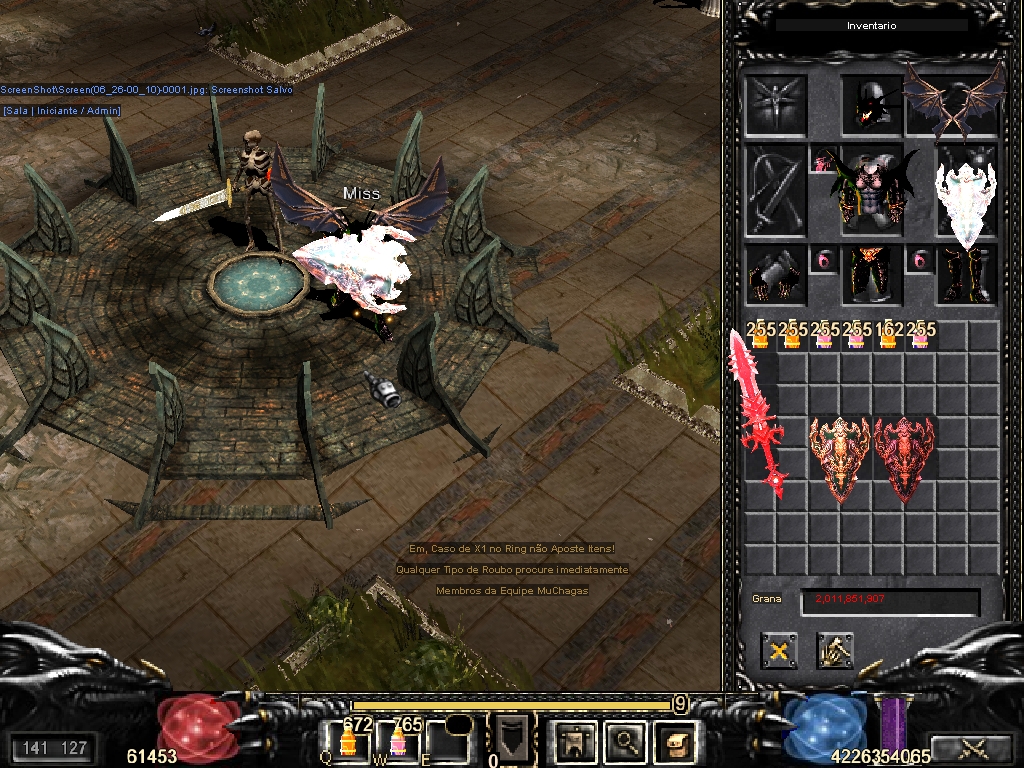 Inventario
ScreenShot\Screen(06_26-00_10)-0001.jpg: Screenshot Salvo
[Sala | Iniciante / Admin]
Miss
255 255 255 255 162 255
Em, Caso de X1 no Ring não Aposte Itens!
Qualquer Tipo de Roubo procure imediatamente
Membros da Equipe MuChagas
Grana 2,011,851,907
9
672 765
Q W E 0
141 127
61453
4226354065